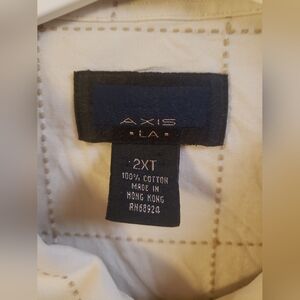 AXIS
▪ LA ▪
2XT
100% COTTON
MADE IN
HONG KONG
RN68924